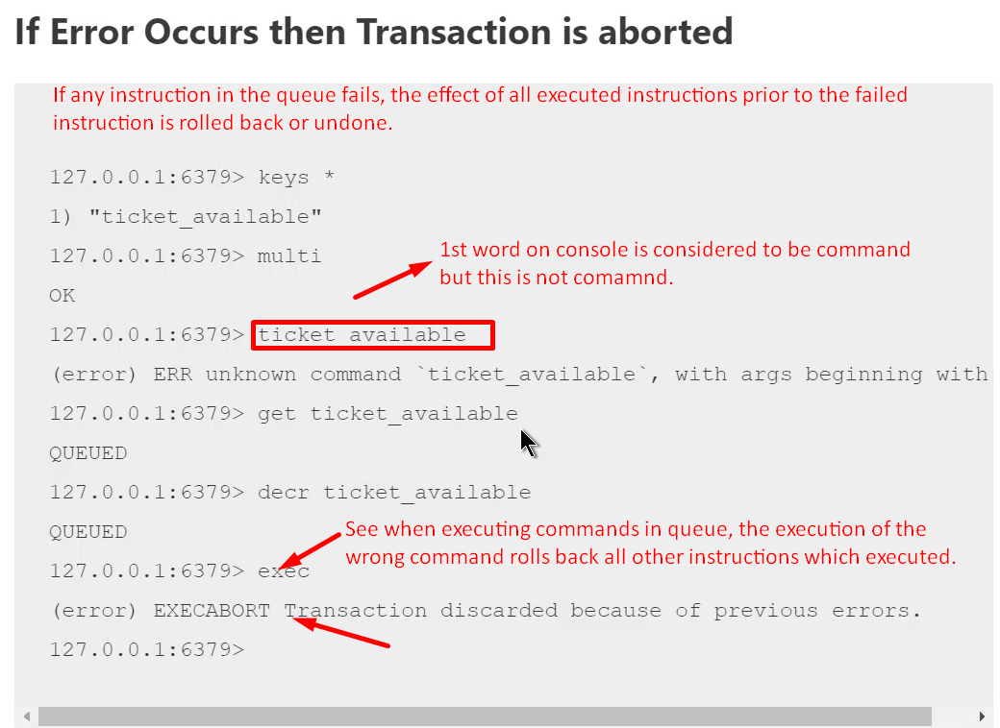 If Error Occurs then Transaction is aborted
If any instruction in the queue fails, the effect of all executed instructions prior to the failed
instruction is rolled back or undone.
127.0.0.1:6379> keys *
1) "ticket_available"
127.0.0.1:6379> multi
1st word on console is considered to be command
but this is not comamnd.
OK
127.0.0.1:6379> ticket_available
(error) ERR unknown command `ticket_available`, with args beginning with
127.0.0.1:6379> get ticket_available
QUEUED
127.0.0.1:6379> decr ticket_available
QUEUED
See when executing commands in queue, the execution of the
wrong command rolls back all other instructions which executed.
127.0.0.1:6379> exec
(error) EXECABORT Transaction discarded because of previous errors.
127.0.0.1:6379>